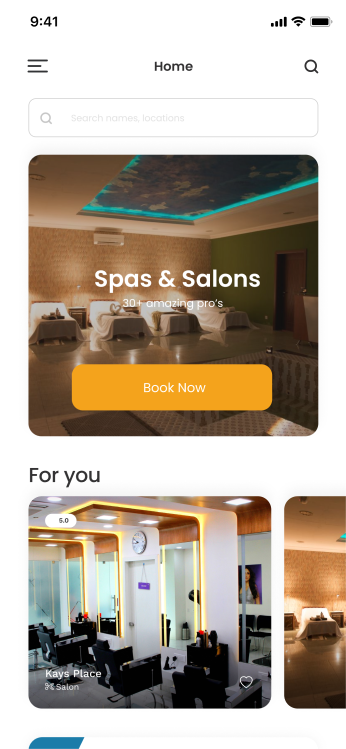 9:41
Home
Search names, locations
Spas & Salons
30+ amazing pro's
Book Now
For you
5.0
Kays Place
Salon